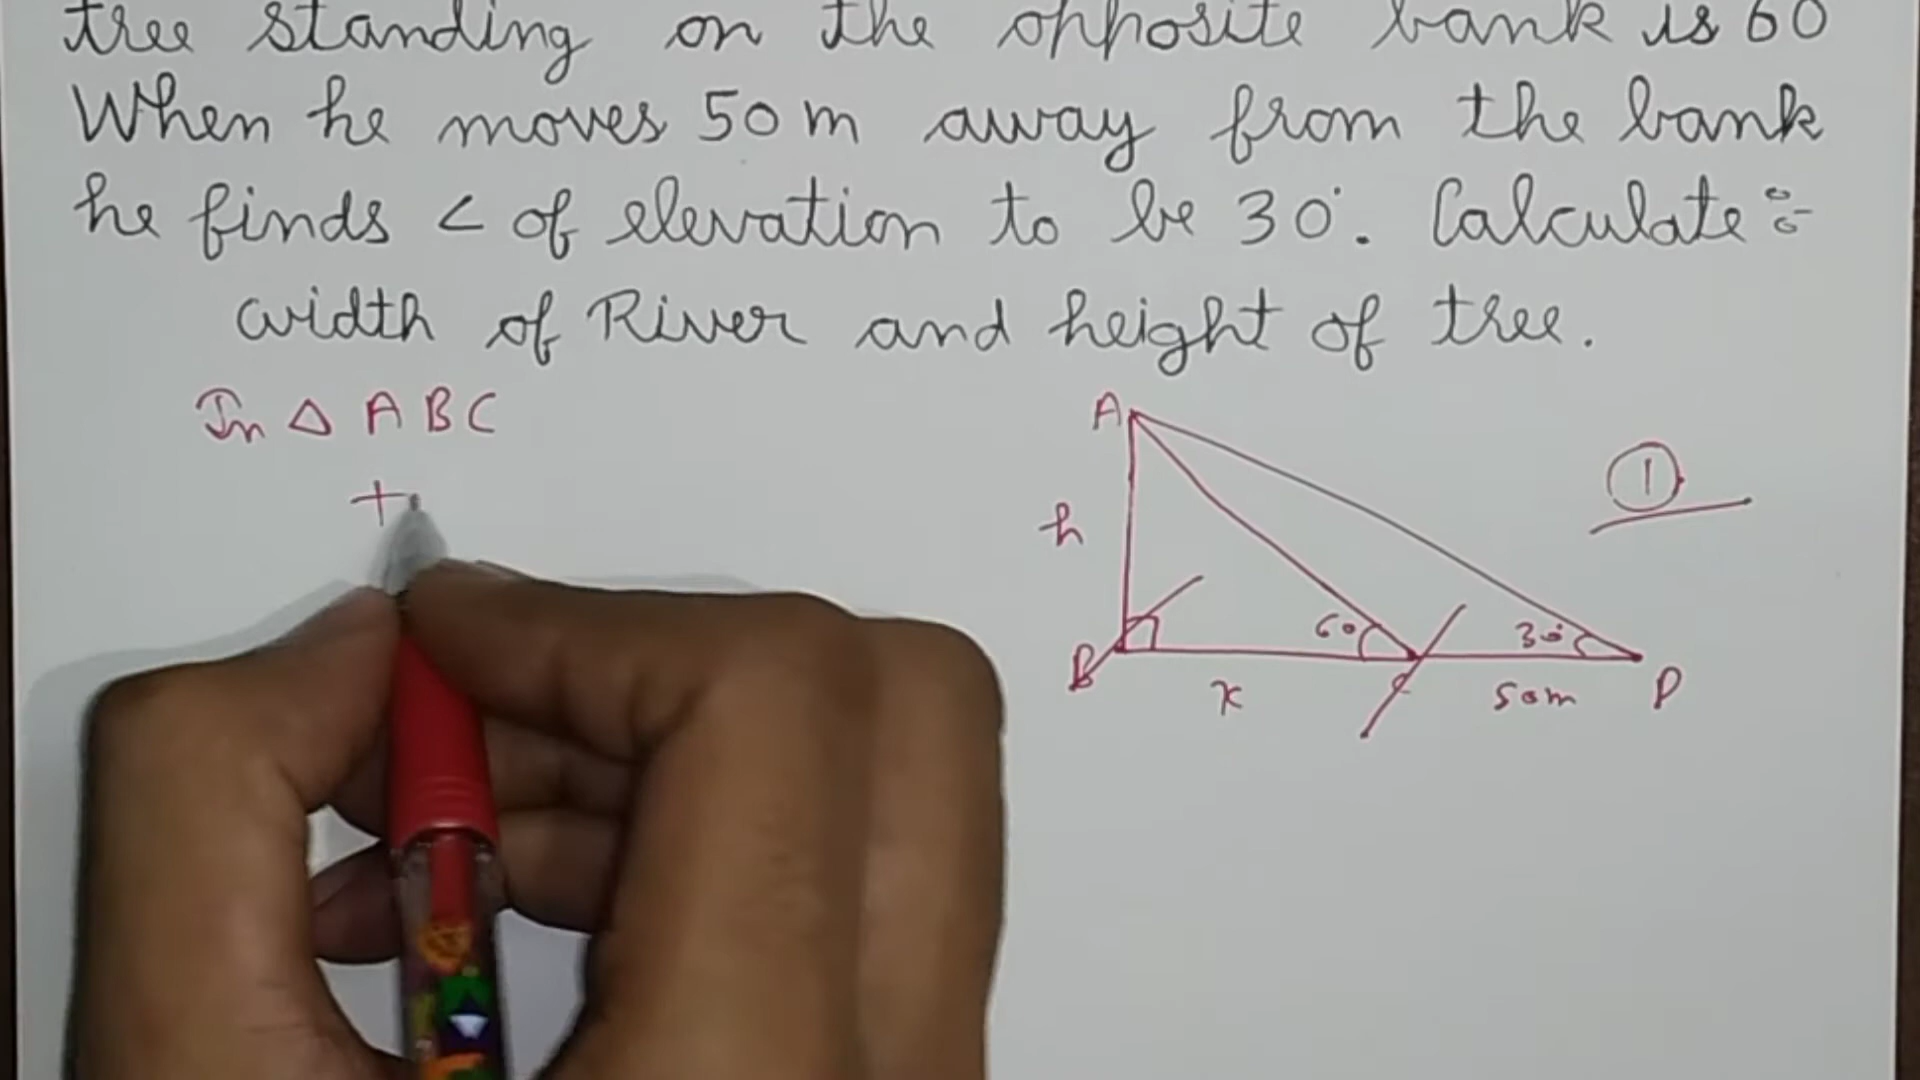 tree standing on the opposite bank is 60
When he moves 50 m away from the bank
he finds < of elevation to be 30°. Calculate :-
width of River and height of tree.
In △ A B C
A
h
B
60
30°
x
50m
D
1